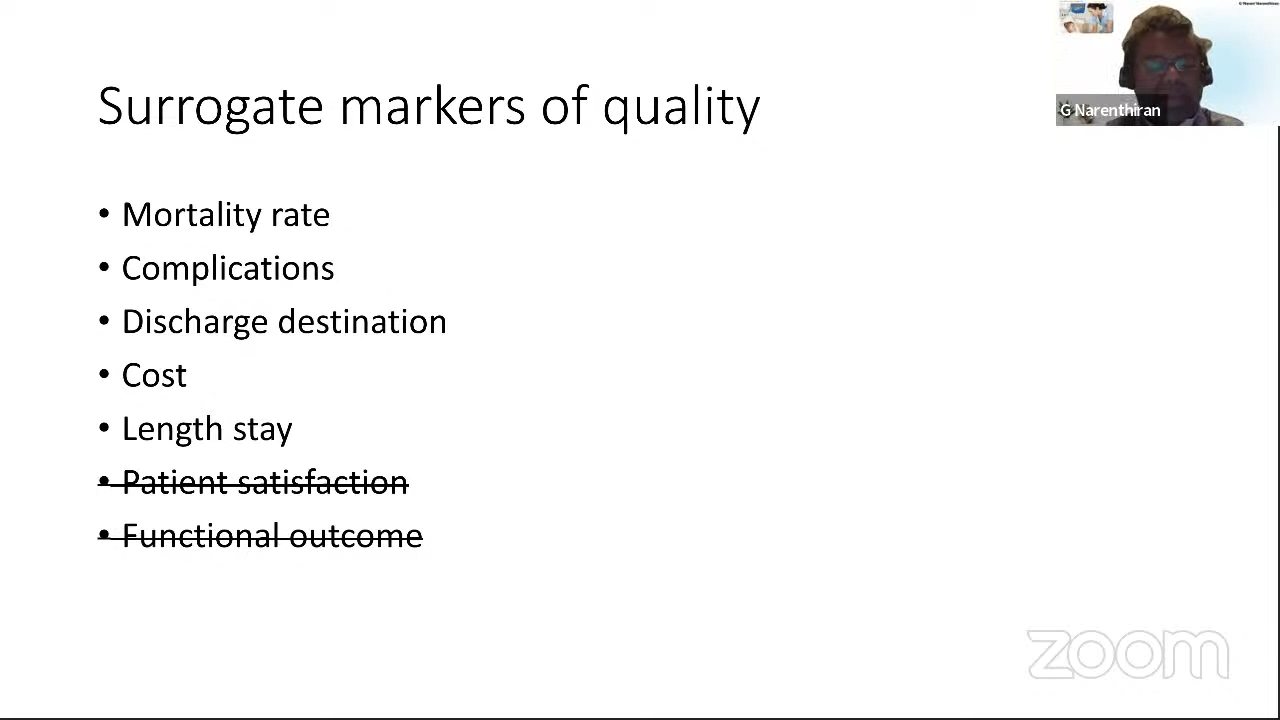 Surrogate markers of quality
G Narenthiran
• Mortality rate
• Complications
• Discharge destination
• Cost
• Length stay
• Patient satisfaction
• Functional outcome
zoom